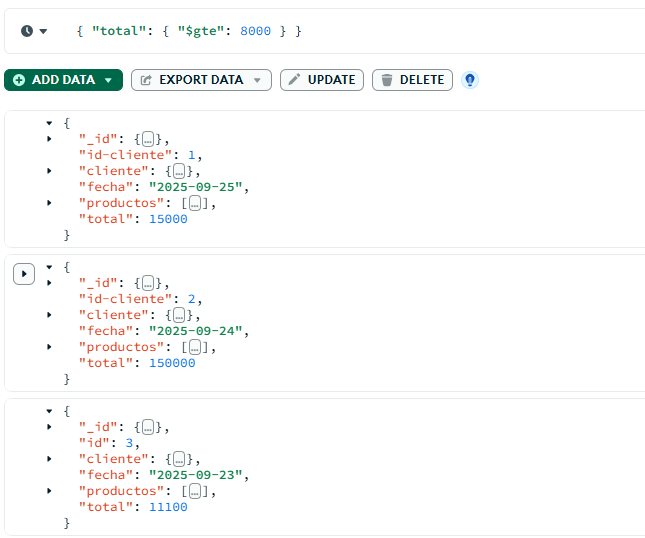 { "total": { "$gte": 8000 } }
ADD DATA EXPORT DATA UPDATE DELETE
{
"_id": {…},
"id-cliente": 1,
"cliente": {…},
"fecha": "2025-09-25",
"productos": […],
"total": 15000
}
{
"_id": {…},
"id-cliente": 2,
"cliente": {…},
"fecha": "2025-09-24",
"productos": […],
"total": 150000
}
{
"_id": {…},
"id": 3,
"cliente": {…},
"fecha": "2025-09-23",
"productos": […],
"total": 11100
}